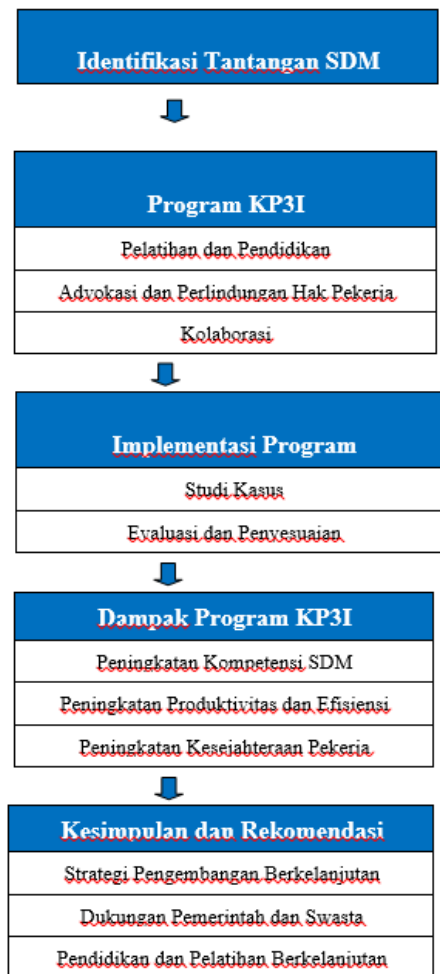 Identifikasi Tantangan SDM
Program KP3I
Pelatihan dan Pendidikan
Advokasi dan Perlindungan Hak Pekerja
Kolaborasi
Implementasi Program
Studi Kasus
Evaluasi dan Penyesuaian
Dampak Program KP3I
Peningkatan Kompetensi SDM
Peningkatan Produktivitas dan Efisiensi
Peningkatan Kesejahteraan Pekerja
Kesimpulan dan Rekomendasi
Strategi Pengembangan Berkelanjutan
Dukungan Pemerintah dan Swasta
Pendidikan dan Pelatihan Berkelanjutan